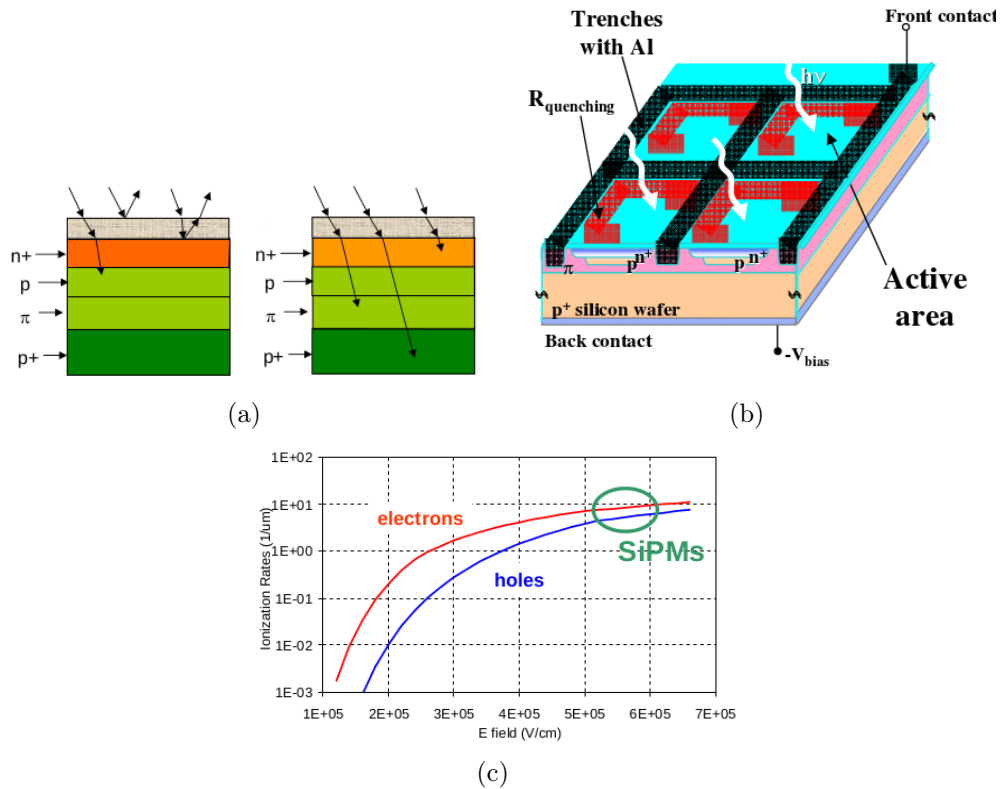 n+
p
π
p+
n+
p
π
p+
(a)
Trenches
with Al
Front contact
hν
R_quenching
π
p n⁺
p n⁺
p⁺ silicon wafer
Active
area
Back contact
-V_bias
(b)
Ionization Rates (1/um)
1E+02
1E+01
1E+00
1E-01
1E-02
1E-03
electrons
holes
SiPMs
1E+05 2E+05 3E+05 4E+05 5E+05 6E+05 7E+05
E field (V/cm)
(c)